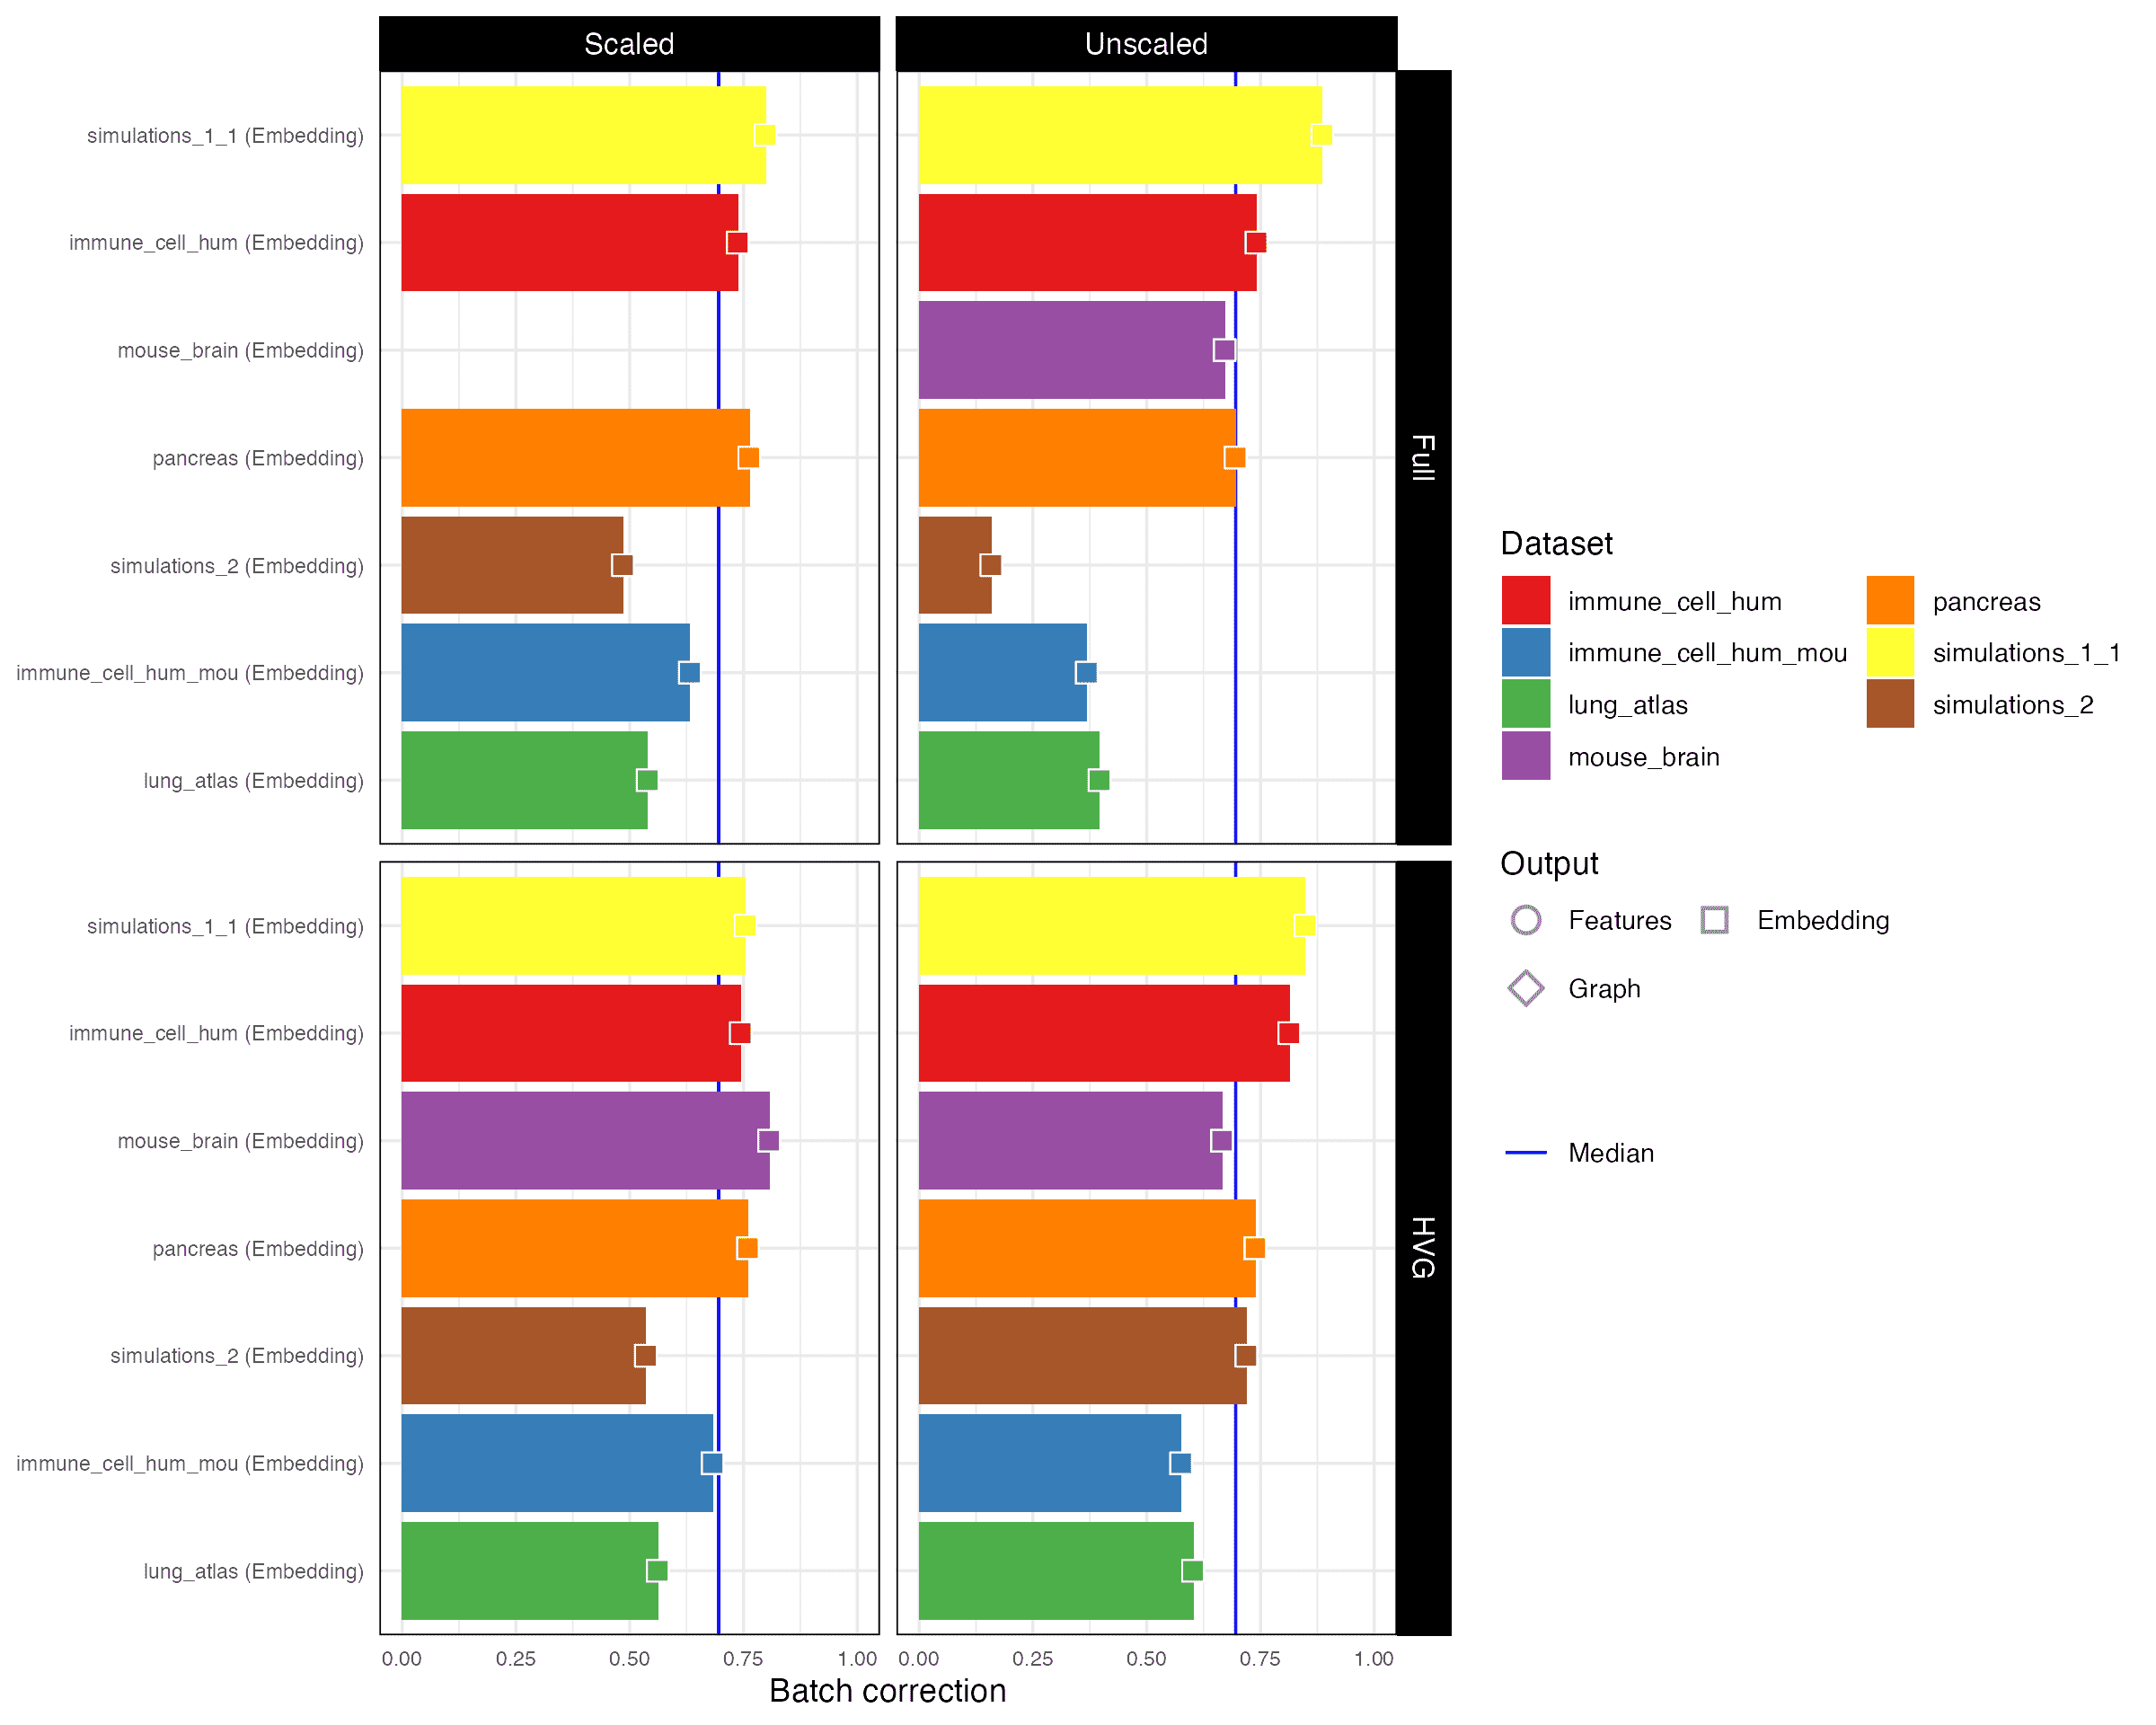 Scaled
Unscaled
simulations_1_1 (Embedding)
immune_cell_hum (Embedding)
mouse_brain (Embedding)
pancreas (Embedding)
simulations_2 (Embedding)
immune_cell_hum_mou (Embedding)
lung_atlas (Embedding)
Full
simulations_1_1 (Embedding)
immune_cell_hum (Embedding)
mouse_brain (Embedding)
pancreas (Embedding)
simulations_2 (Embedding)
immune_cell_hum_mou (Embedding)
lung_atlas (Embedding)
HVG
0.00 0.25 0.50 0.75 1.00
0.00 0.25 0.50 0.75 1.00
Batch correction
Dataset
immune_cell_hum
immune_cell_hum_mou
lung_atlas
mouse_brain
pancreas
simulations_1_1
simulations_2
Output
Features
Embedding
Graph
Median